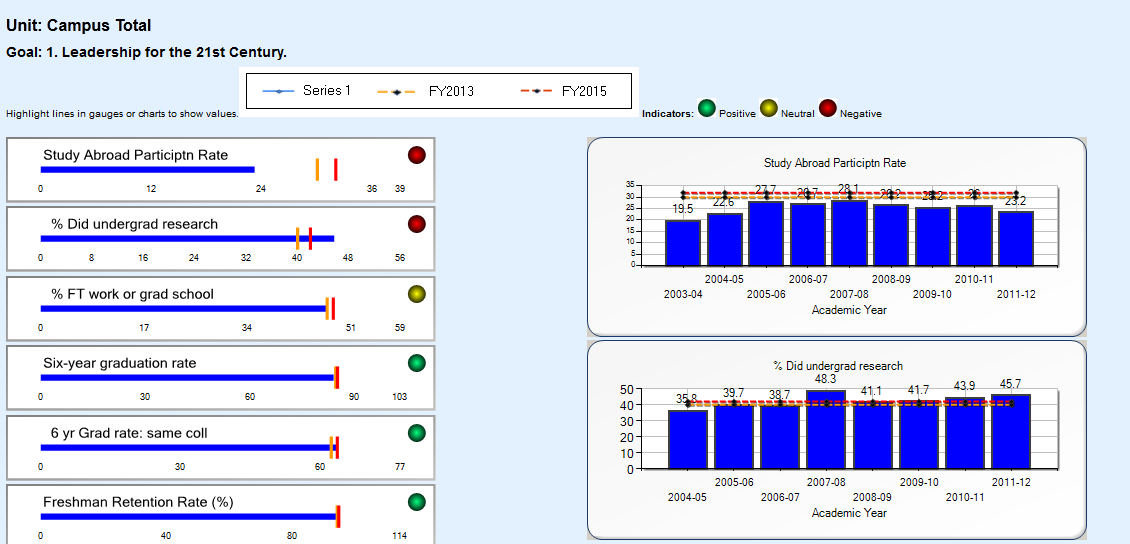 Unit: Campus Total
Goal: 1. Leadership for the 21st Century.
Series 1 FY2013 FY2015
Highlight lines in gauges or charts to show values.
Indicators: Positive Neutral Negative
Study Abroad Participtn Rate
0 12 24 36 39
% Did undergrad research
0 8 16 24 32 40 48 56
% FT work or grad school
0 17 34 51 59
Six-year graduation rate
0 30 60 90 103
6 yr Grad rate: same coll
0 30 60 77
Freshman Retention Rate (%)
0 40 80 114
Study Abroad Participtn Rate
35
30
25
20
15
10
5
0
19.5 22.6 27.7 28.1 23.2
2004-05 2006-07 2008-09 2010-11
2003-04 2005-06 2007-08 2009-10 2011-12
Academic Year
% Did undergrad research
50
40
30
20
10
0
35.8 39.7 38.7 48.3 41.1 41.7 43.9 45.7
2005-06 2007-08 2009-10 2011-12
2004-05 2006-07 2008-09 2010-11
Academic Year